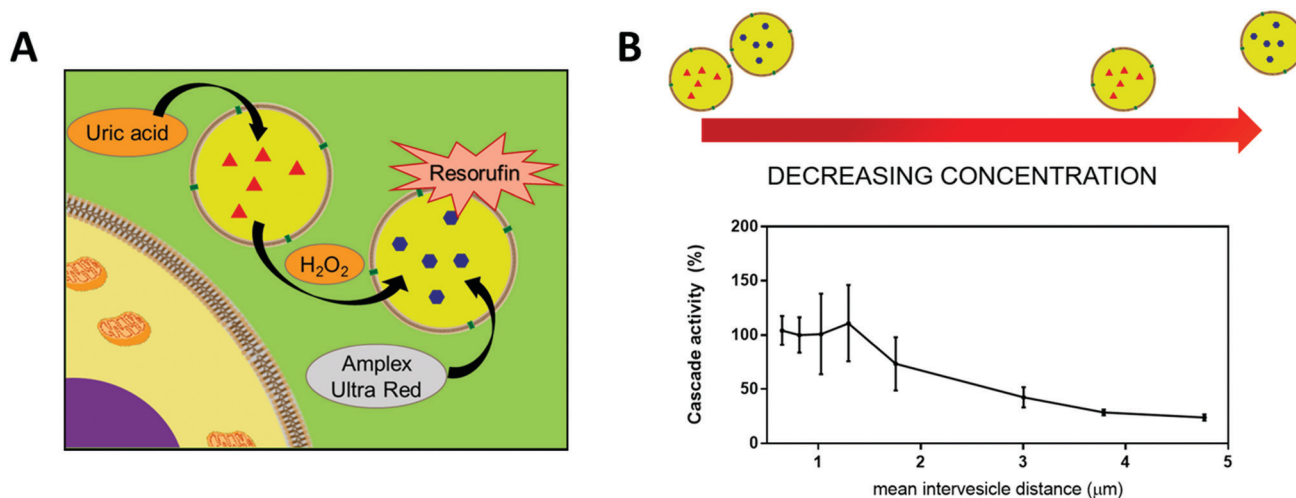 A
Uric acid
Resorufin
H₂O₂
Amplex
Ultra Red
B
DECREASING CONCENTRATION
Cascade activity (%)
200
150
100
50
0
1 2 3 4 5
mean intervesicle distance (μm)